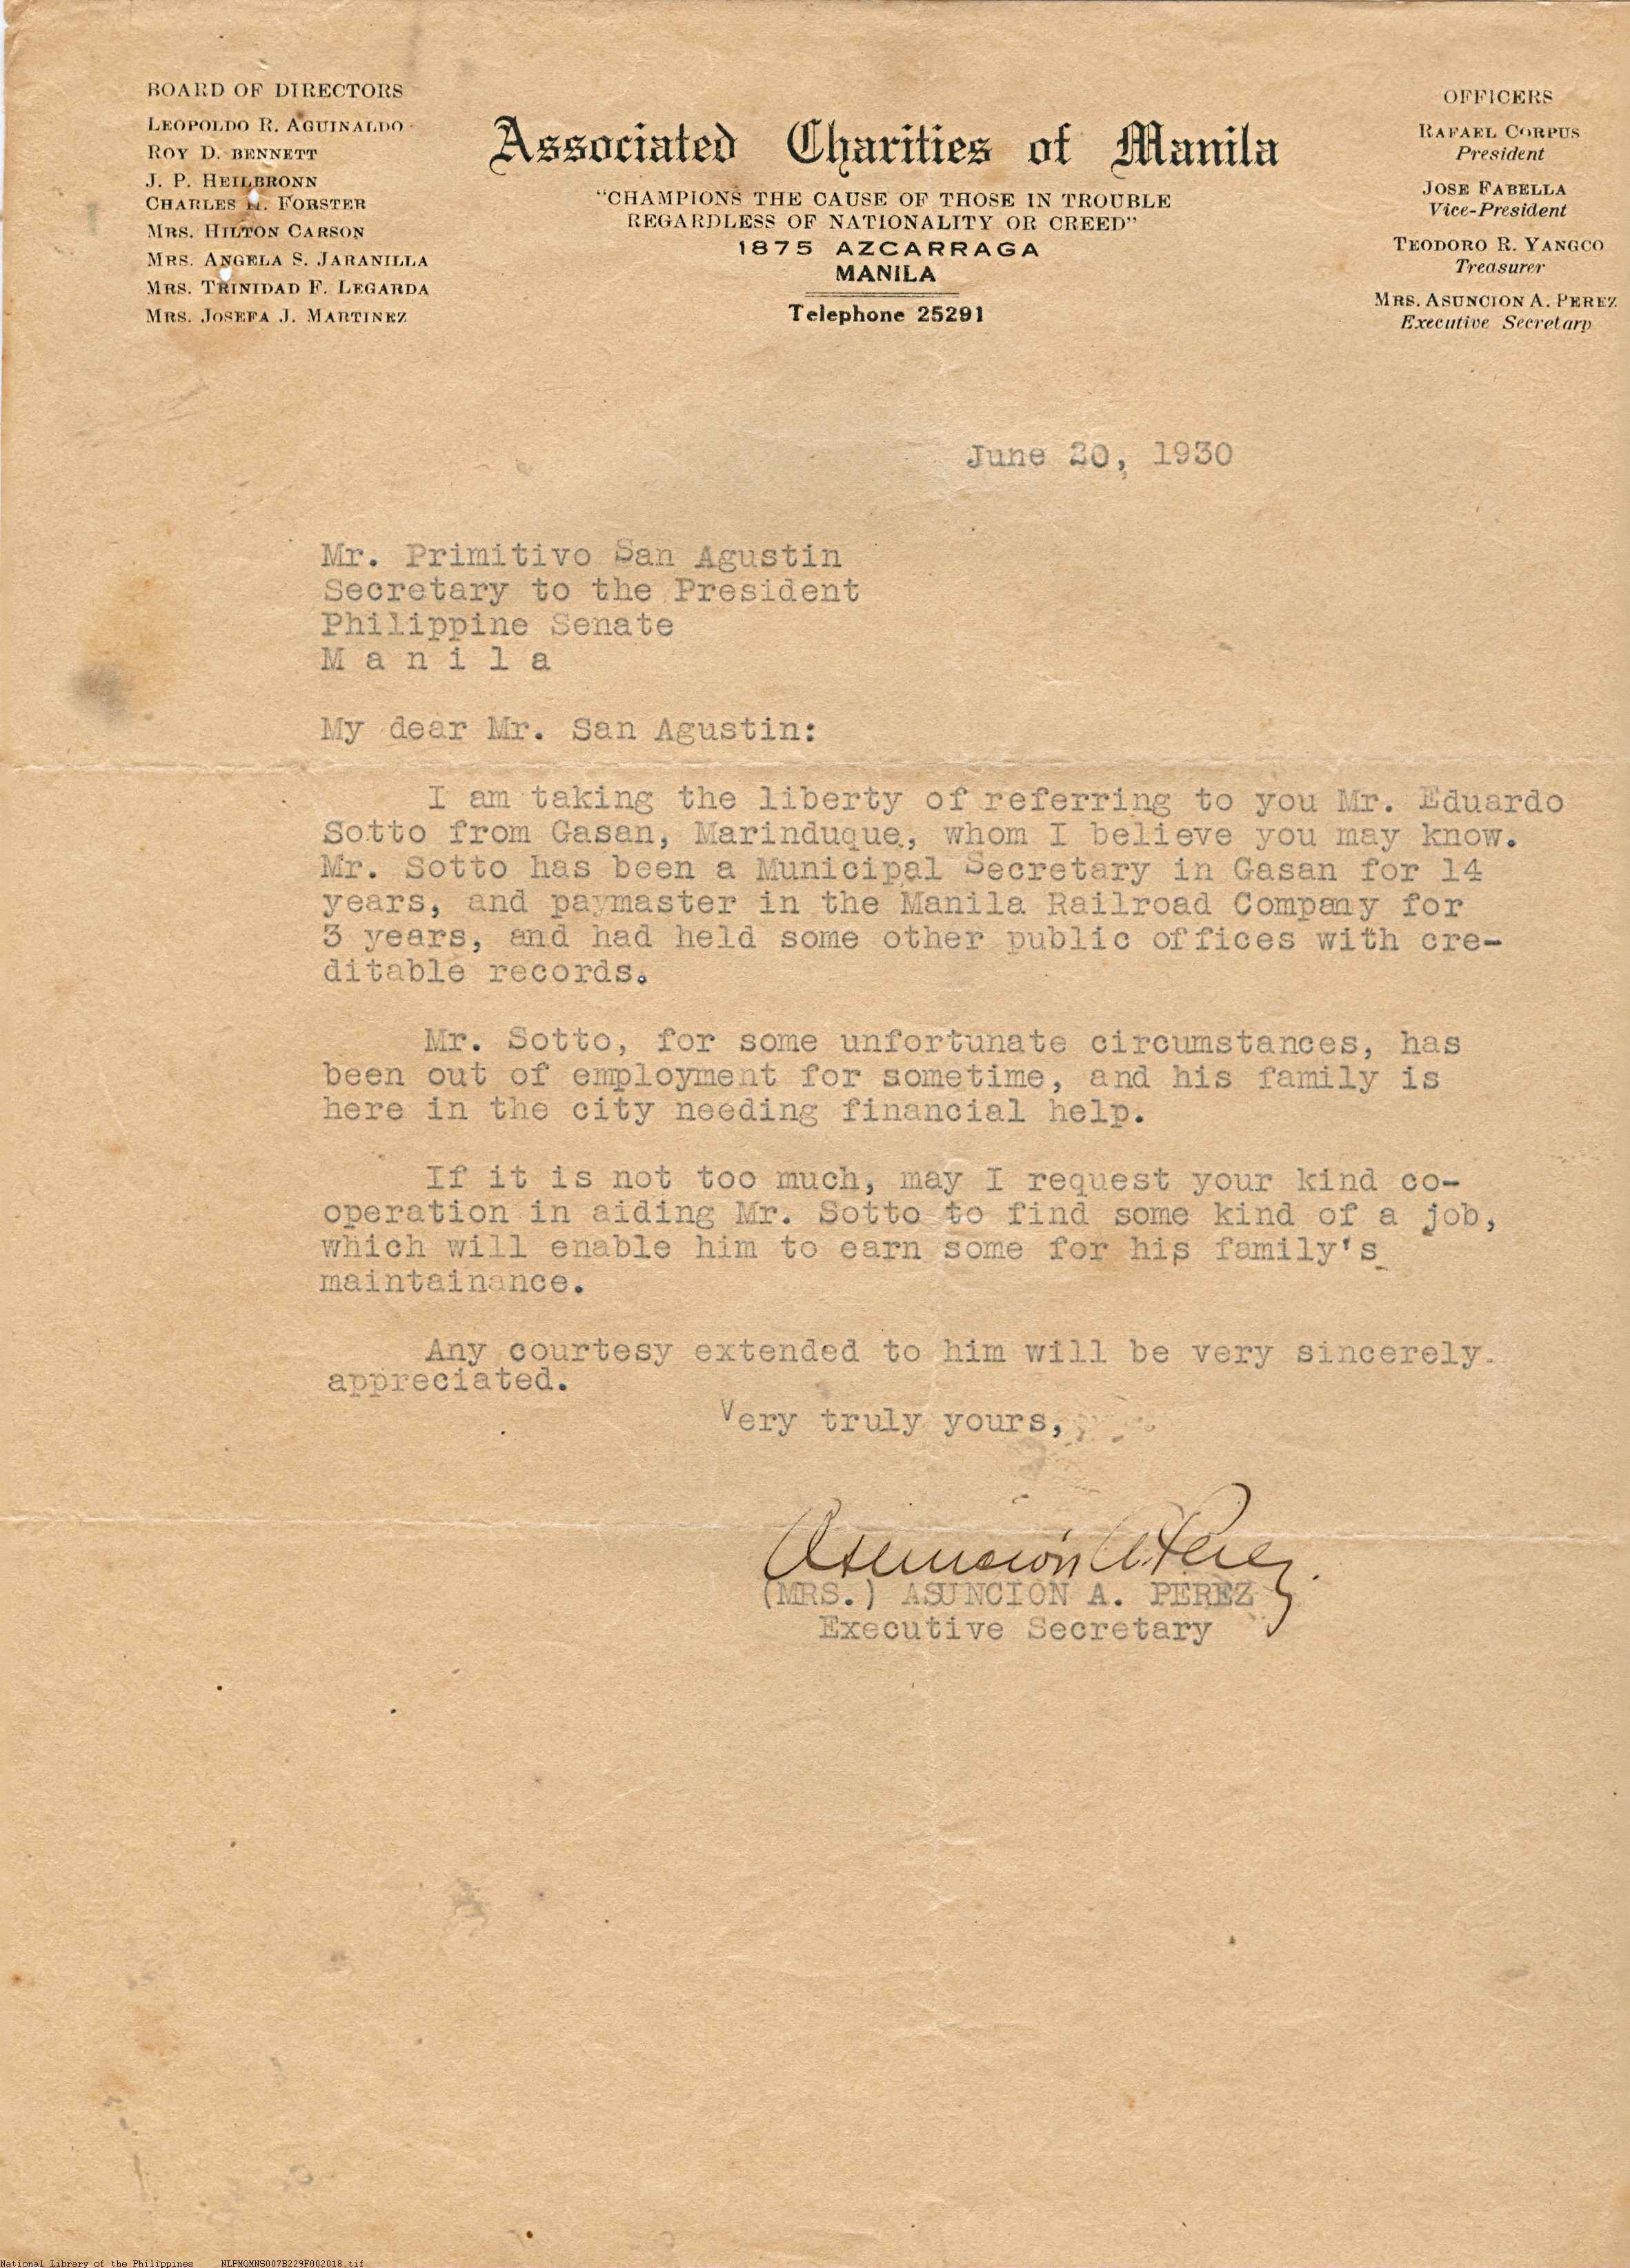 BOARD OF DIRECTORS
LEOPOLDO R. AGUINALDO
ROY D. BENNETT
J. P. HEILBRONN
CHARLES FORSTER
MRS. HILTON CARSON
MRS. ANGELA S. JARANILLA
MRS. TRINIDAD F. LEGARDA
MRS. JOSEFA J. MARTINEZ
Associated Charities of Manila
"CHAMPIONS THE CAUSE OF THOSE IN TROUBLE
REGARDLESS OF NATIONALITY OR CREED"
1875 AZCARRAGA
MANILA
Telephone 25291
OFFICERS
RAFAEL CORPUS
President
JOSE FABELLA
Vice-President
TEODORO R. YANGCO
Treasurer
MRS. ASUNCION A. PEREZ
Executive Secretary
June 20, 1930
Mr. Primitivo San Agustin
Secretary to the President
Philippine Senate
M a n i l a
My dear Mr. San Agustin:
I am taking the liberty of referring to you Mr. Eduardo
Sotto from Gasan, Marinduque, whom I believe you may know.
Mr. Sotto has been a Municipal Secretary in Gasan for 14
years, and paymaster in the Manila Railroad Company for
3 years, and had held some other public offices with cre-
ditable records.
Mr. Sotto, for some unfortunate circumstances, has
been out of employment for sometime, and his family is
here in the city needing financial help.
If it is not too much, may I request your kind co-
operation in aiding Mr. Sotto to find some kind of a job,
which will enable him to earn some for his family's
maintainance.
Any courtesy extended to him will be very sincerely
appreciated.
Very truly yours,
Asuncion A. Perez
(MRS.) ASUNCION A. PEREZ
Executive Secretary
National Library of the Philippines NLPMQMNS007B229F002018.tif